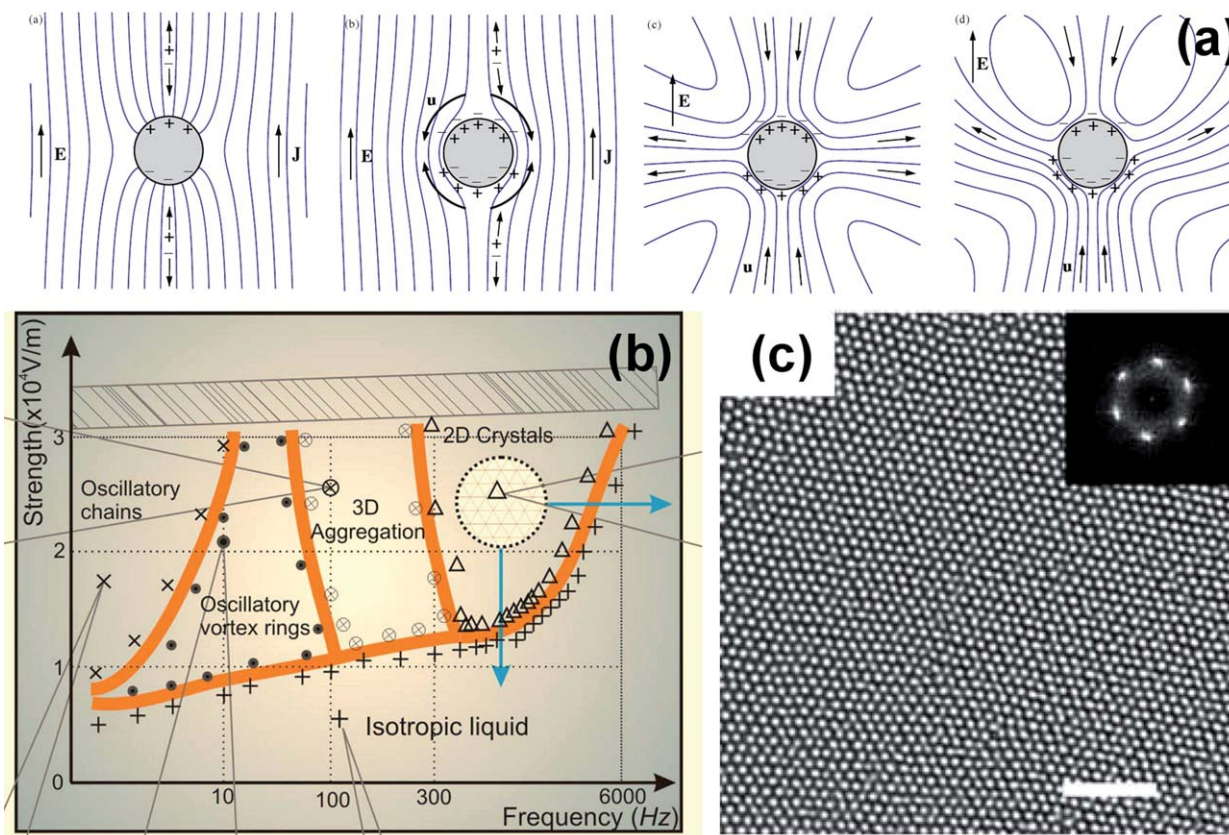 (a)
(b)
(c)
(d)
(a)
E
J
u
E
J
E
u
E
u
(b)
Strength(x10⁴V/m)
3
2
1
0
Oscillatory
chains
Oscillatory
vortex rings
3D
Aggregation
2D Crystals
Isotropic liquid
10
100
300
6000
Frequency (Hz)
(c)